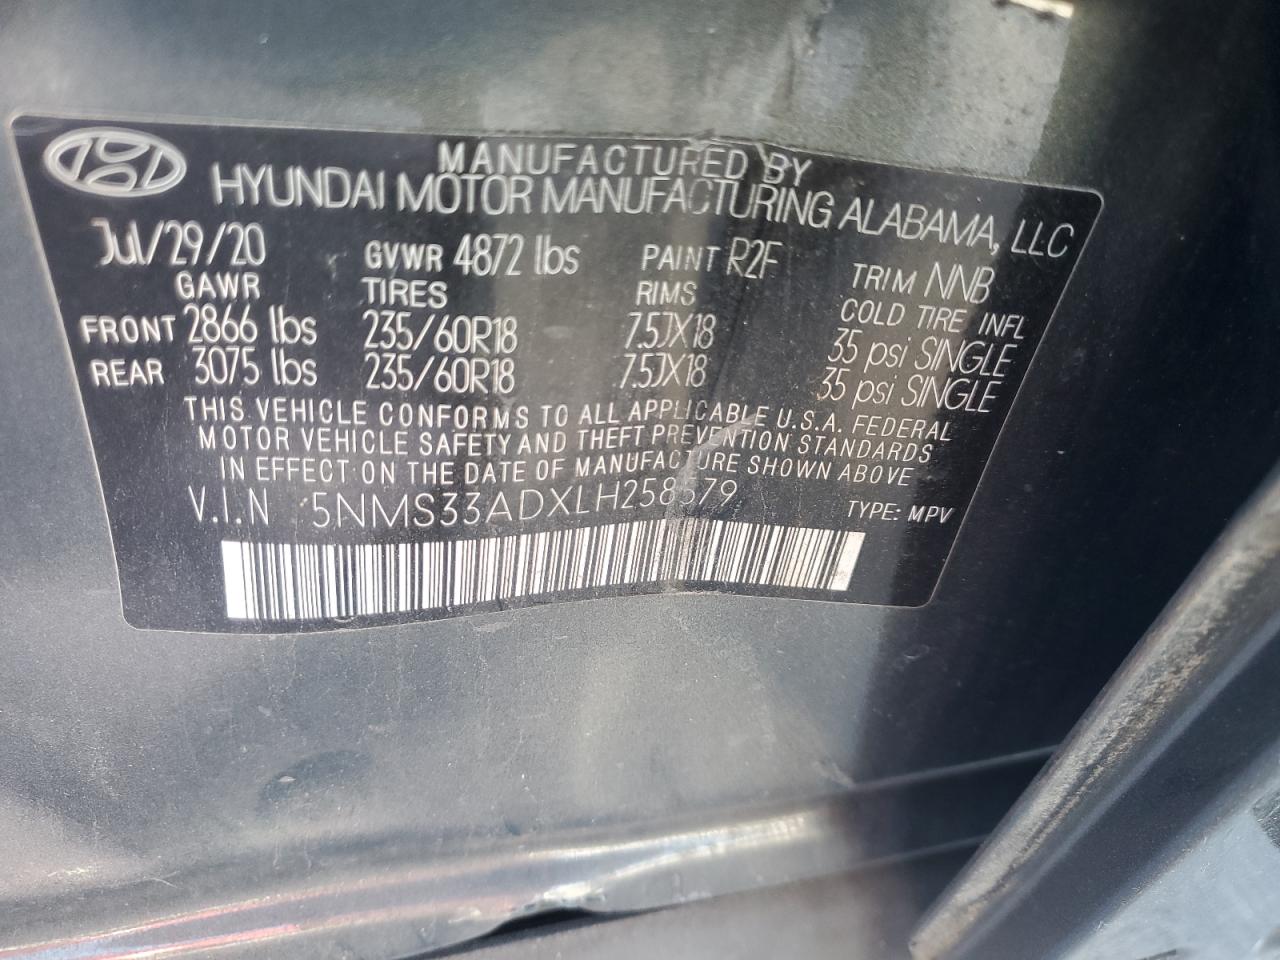 MANUFACTURED BY
HYUNDAI MOTOR MANUFACTURING ALABAMA, LLC
Jul/29/20 GVWR 4872 lbs PAINT R2F TRIM NNB
GAWR TIRES RIMS COLD TIRE INFL
FRONT 2866 lbs 235/60R18 7.5JX18 35 psi SINGLE
REAR 3075 lbs 235/60R18 7.5JX18 35 psi SINGLE
THIS VEHICLE CONFORMS TO ALL APPLICABLE U.S.A. FEDERAL
MOTOR VEHICLE SAFETY AND THEFT PREVENTION STANDARDS
IN EFFECT ON THE DATE OF MANUFACTURE SHOWN ABOVE
V.I.N 5NMS33ADXLH258579 TYPE: MPV